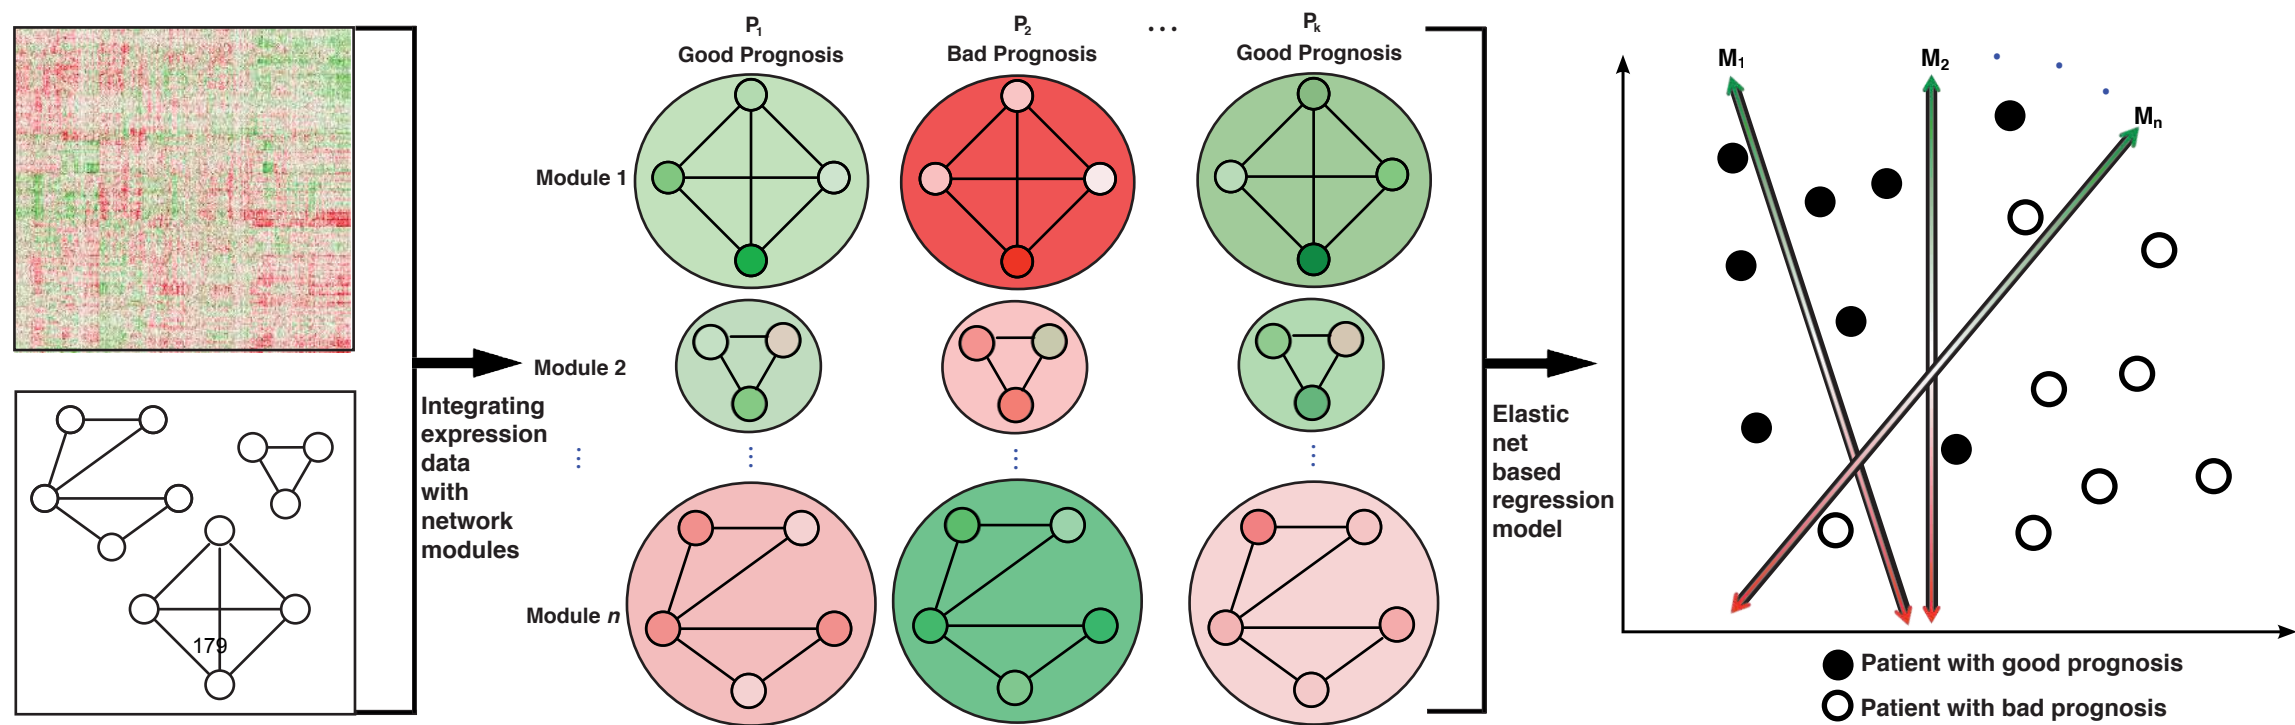 P1
Good Prognosis
P2
Bad Prognosis
...
Pk
Good Prognosis
Module 1
Module 2
Module n
179
Integrating
expression
data
with
network
modules
Elastic
net
based
regression
model
M1
M2
Mn
Patient with good prognosis
Patient with bad prognosis